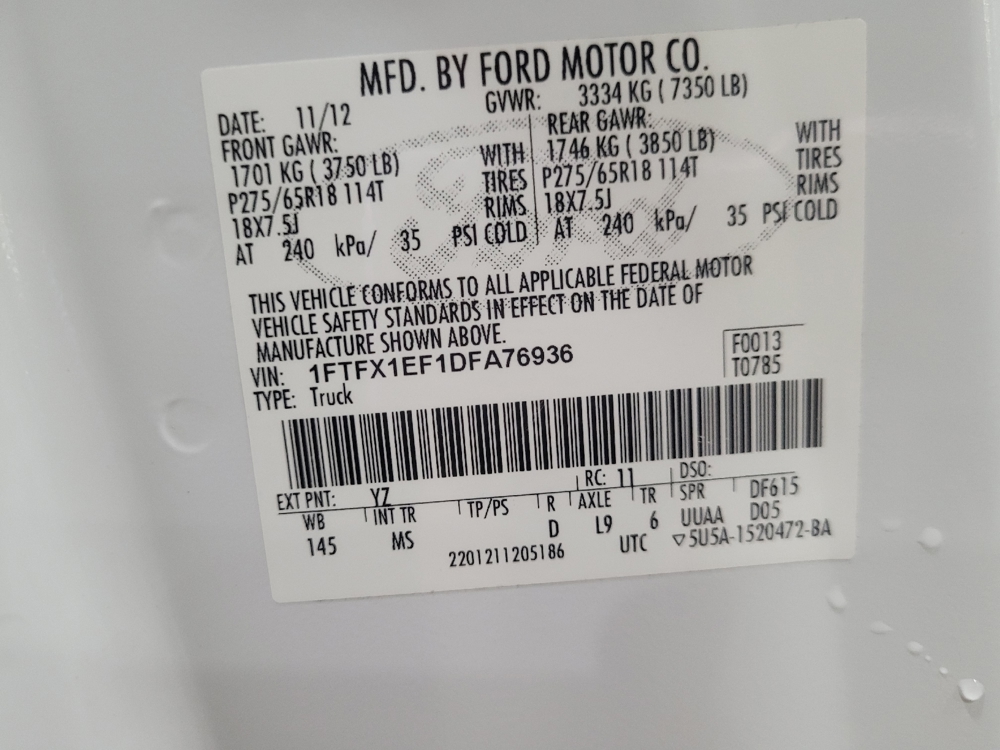 MFD. BY FORD MOTOR CO.
DATE: 11/12 GVWR: 3334 KG ( 7350 LB)
FRONT GAWR: REAR GAWR:
1701 KG ( 3750 LB) WITH 1746 KG ( 3850 LB) WITH
P275/65R18 114T TIRES P275/65R18 114T TIRES
18X7.5J RIMS 18X7.5J RIMS
AT 240 kPa/ 35 PSI COLD AT 240 kPa/ 35 PSI COLD
THIS VEHICLE CONFORMS TO ALL APPLICABLE FEDERAL MOTOR
VEHICLE SAFETY STANDARDS IN EFFECT ON THE DATE OF
MANUFACTURE SHOWN ABOVE.
VIN: 1FTFX1EF1DFA76936 F0013
TYPE: Truck T0785
EXT PNT: YZ RC: 11 DSO:
WB INT TR TP/PS R AXLE TR SPR DF615
145 MS D L9 6 UUAA D05
2201211205186 UTC ▽5U5A-1520472-BA